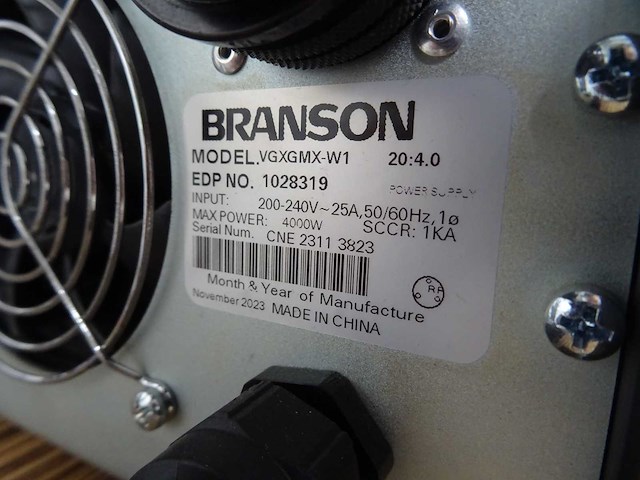 BRANSON
MODEL VGXGMX-W1 20:4.0
EDP NO. 1028319 POWER SUPPLY
INPUT: 200-240V~25A,50/60Hz,1ø
MAX POWER: 4000W SCCR: 1KA
Serial Num. CNE 2311 3823
Month & Year of Manufacture
November 2023 MADE IN CHINA